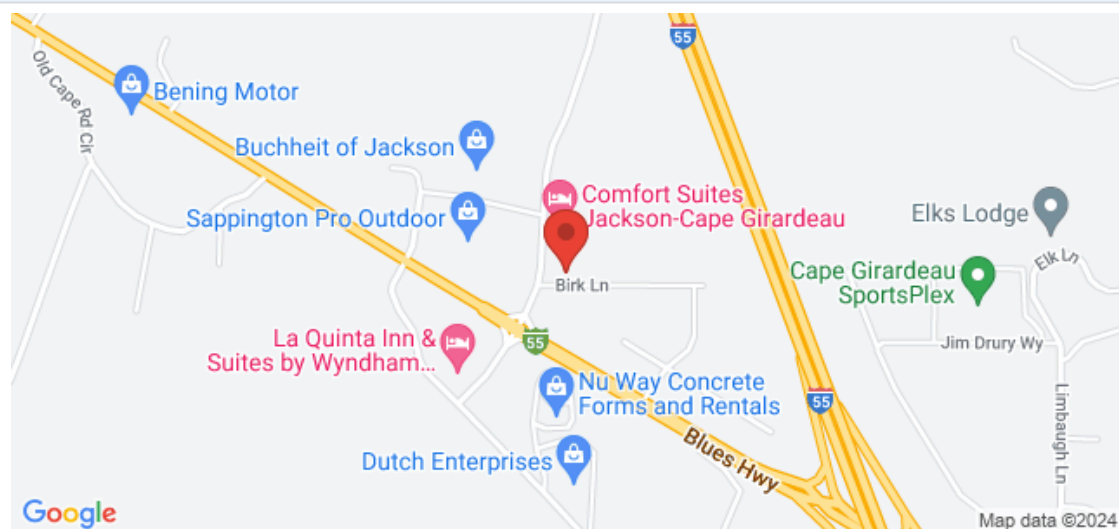 55
Old Cape Rd Cir
Bening Motor
Buchheit of Jackson
Comfort Suites
Jackson-Cape Girardeau
Sappington Pro Outdoor
Elks Lodge
Elk Ln
Cape Girardeau
SportsPlex
Birk Ln
Jim Drury Wy
La Quinta Inn &
Suites by Wyndham...
55
Nu Way Concrete
Forms and Rentals
55
Limbaugh Ln
Blues Hwy
Dutch Enterprises
Google
Map data ©2024